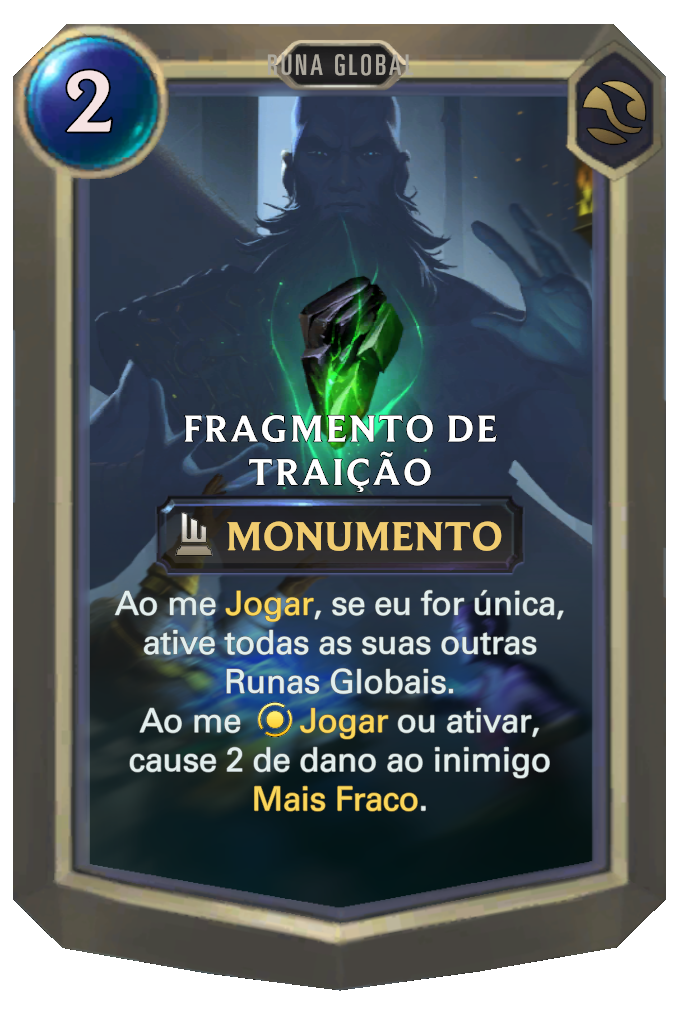 RUNA GLOBAL
2
FRAGMENTO DE
TRAIÇÃO
MONUMENTO
Ao me Jogar, se eu for única,
ative todas as suas outras
Runas Globais.
Ao me Jogar ou ativar,
cause 2 de dano ao inimigo
Mais Fraco.